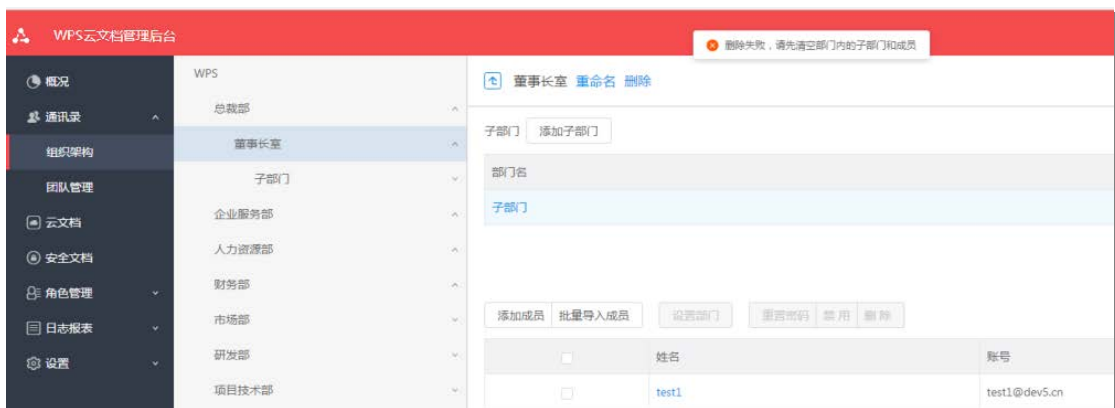 WPS云文档管理后台
删除失败，请先清空部门内的子部门和成员
概况
通讯录
组织架构
团队管理
云文档
安全文档
角色管理
日志报表
设置
WPS
总裁部
董事长室
子部门
企业服务部
人力资源部
财务部
市场部
研发部
项目技术部
董事长室 重命名 删除
子部门 添加子部门
部门名
子部门
添加成员 批量导入成员 设置部门 重置密码 禁用 删除
姓名 账号
test1 test1@dev5.cn